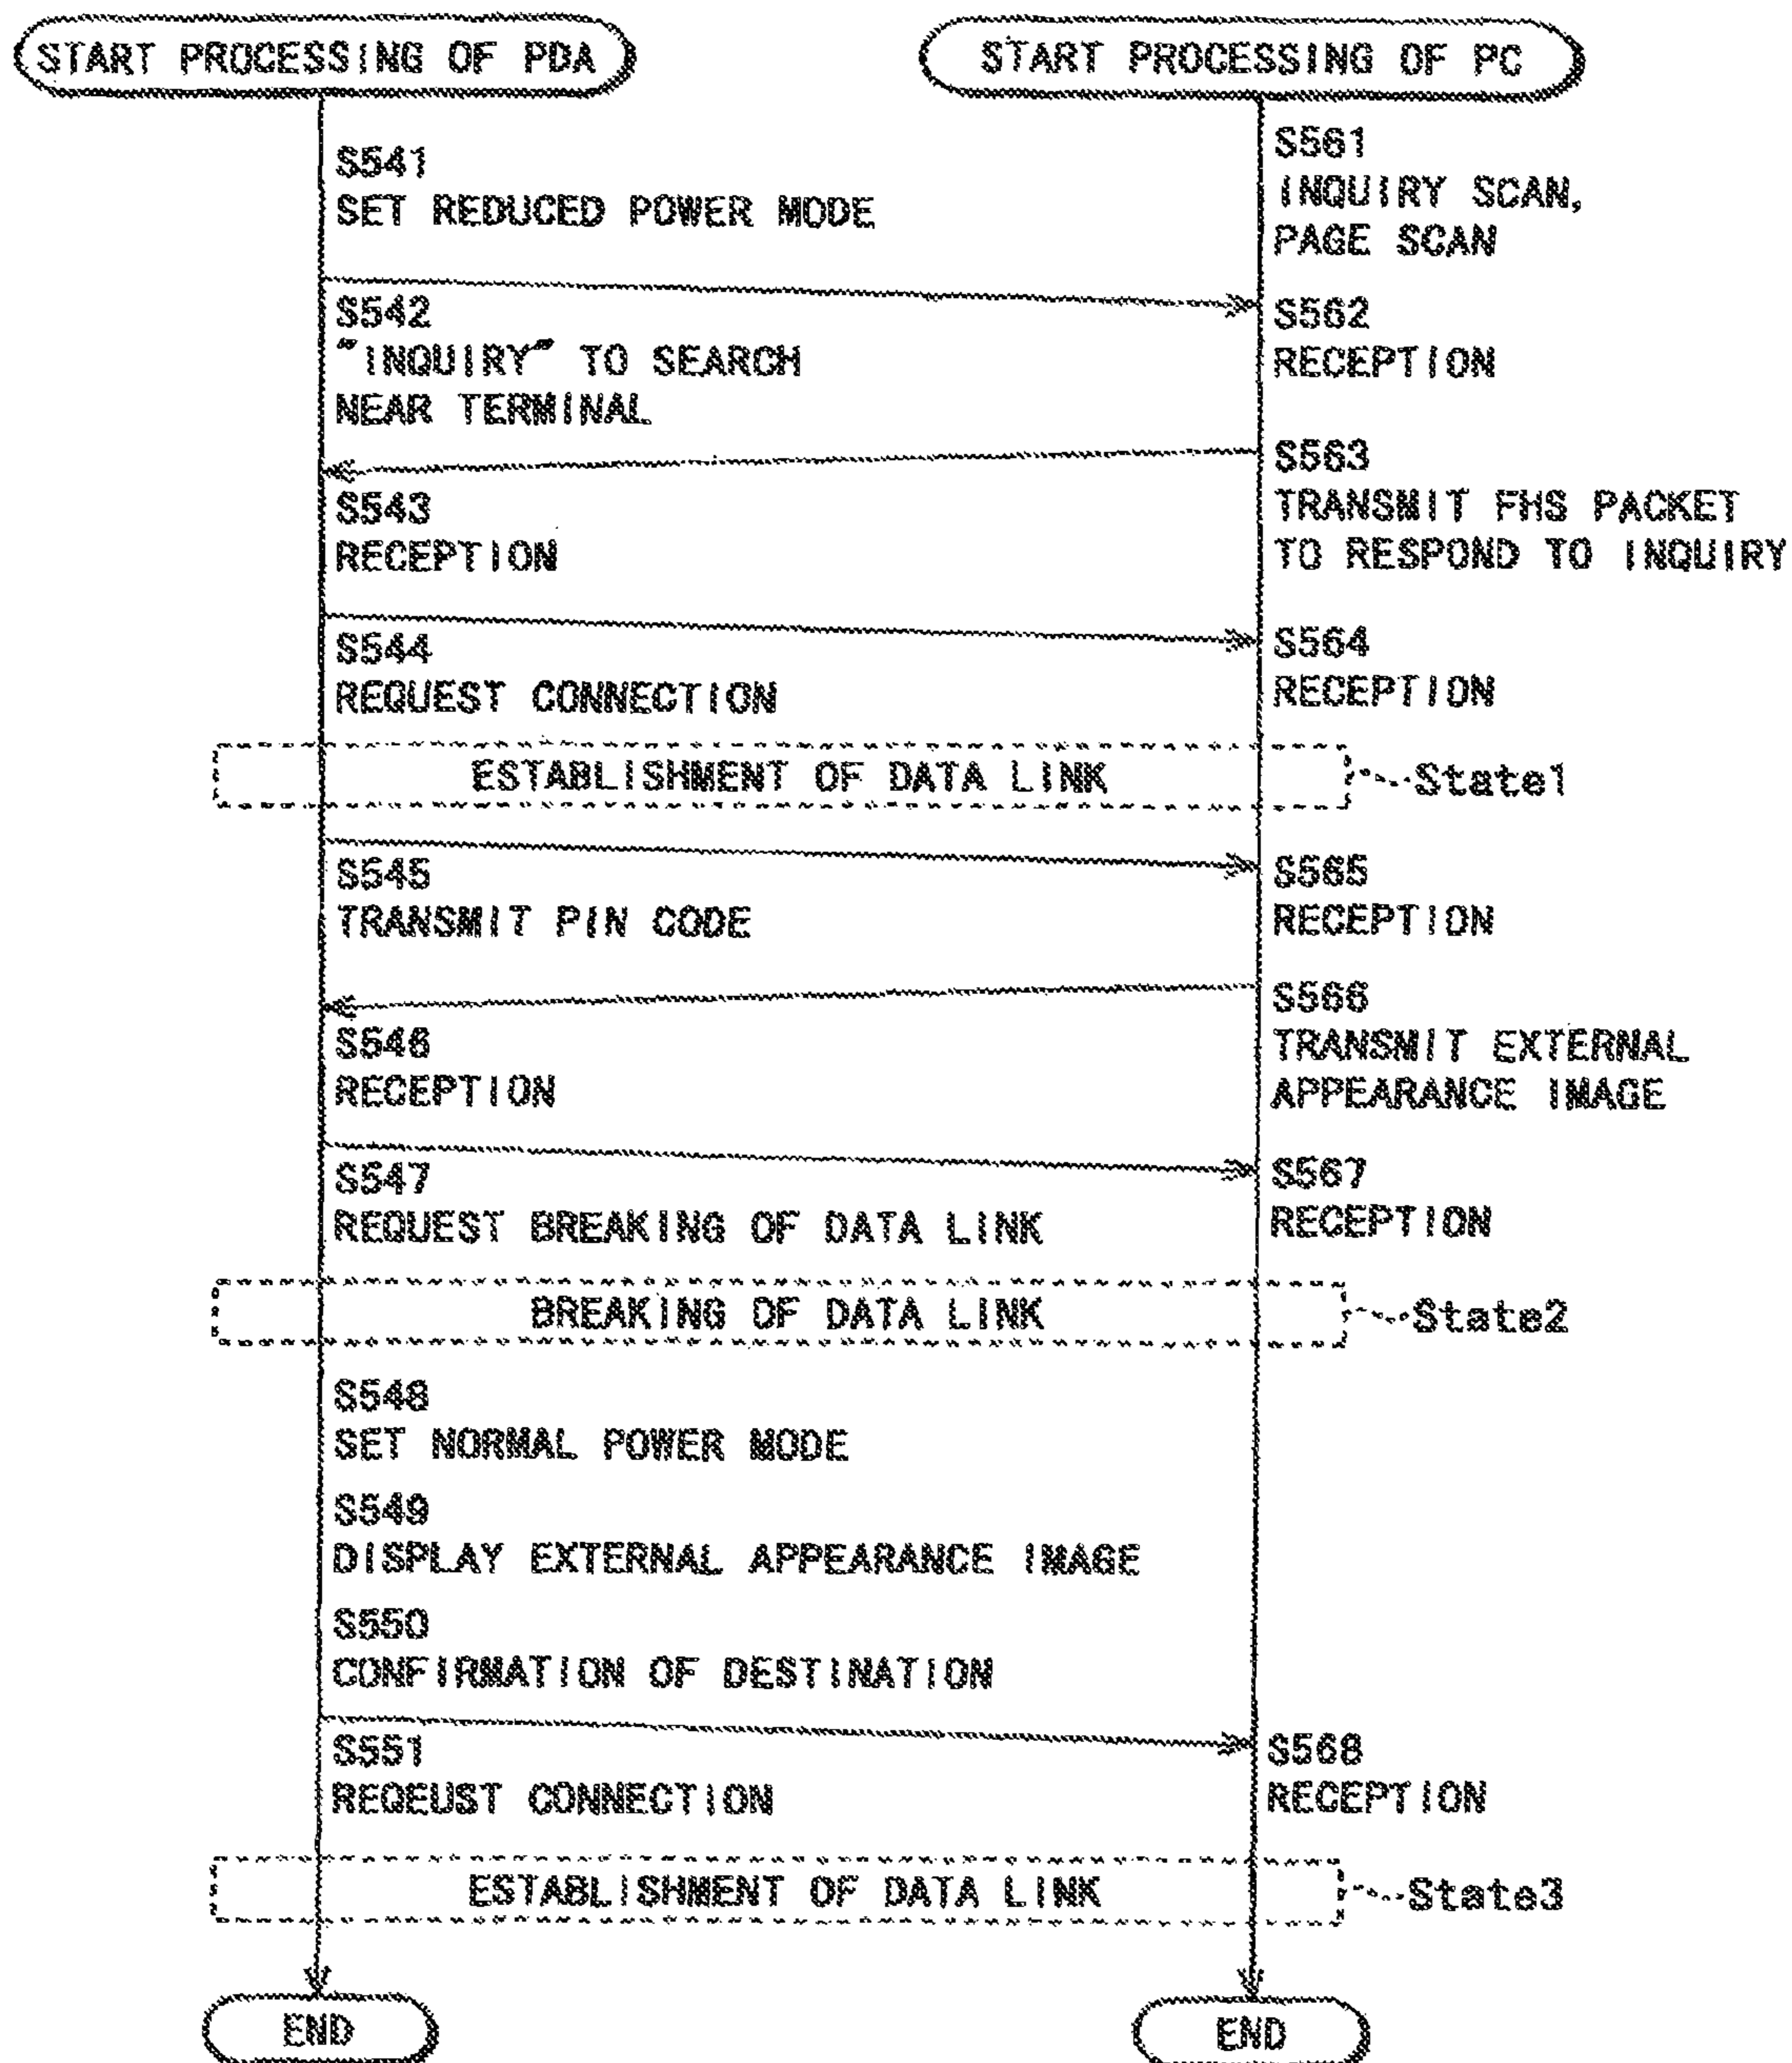 START PROCESSING OF PDA
START PROCESSING OF PC
S541
SET REDUCED POWER MODE
S561
INQUIRY SCAN,
PAGE SCAN
S542
"INQUIRY" TO SEARCH
NEAR TERMINAL
S562
RECEPTION
S563
TRANSMIT FHS PACKET
TO RESPOND TO INQUIRY
S543
RECEPTION
S544
REQUEST CONNECTION
S564
RECEPTION
ESTABLISHMENT OF DATA LINK
State1
S545
TRANSMIT PIN CODE
S565
RECEPTION
S566
TRANSMIT EXTERNAL
APPEARANCE IMAGE
S546
RECEPTION
S547
REQUEST BREAKING OF DATA LINK
S567
RECEPTION
BREAKING OF DATA LINK
State2
S548
SET NORMAL POWER MODE
S549
DISPLAY EXTERNAL APPEARANCE IMAGE
S550
CONFIRMATION OF DESTINATION
S551
REQEUST CONNECTION
S568
RECEPTION
ESTABLISHMENT OF DATA LINK
State3
END
END